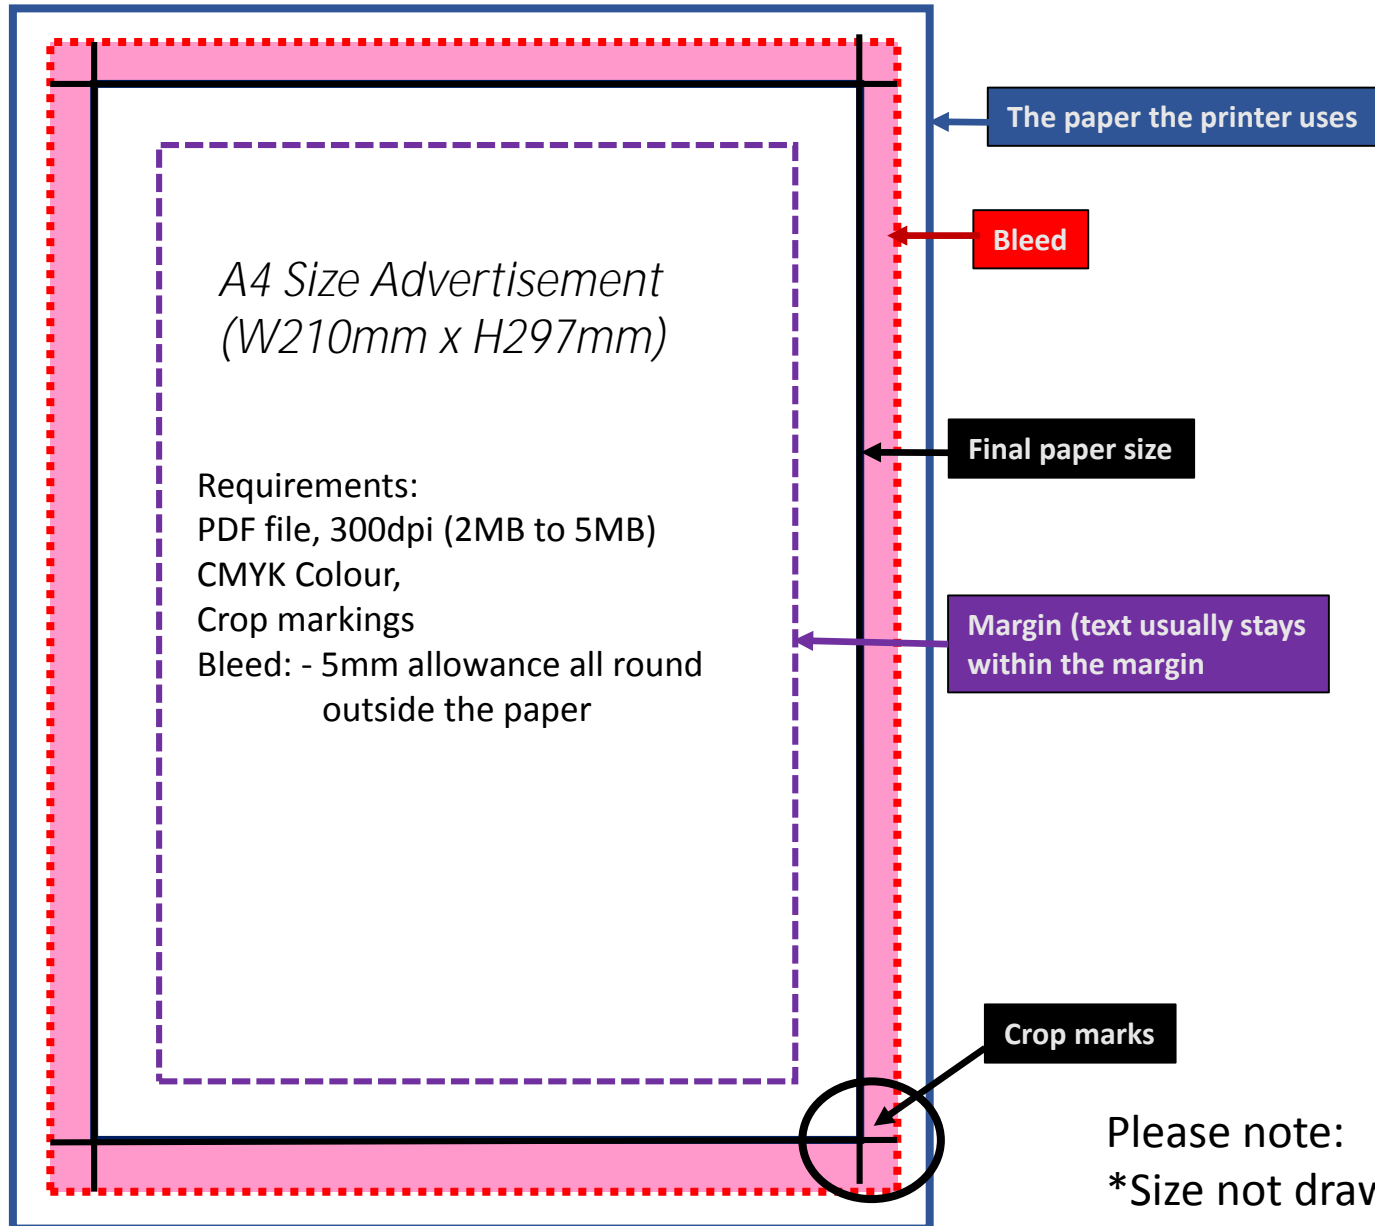 The paper the printer uses
Bleed
A4 Size Advertisement
(W210mm x H297mm)
Final paper size
Requirements:
PDF file, 300dpi (2MB to 5MB)
CMYK Colour,
Crop markings
Bleed: - 5mm allowance all round
outside the paper
Margin (text usually stays
within the margin
Crop marks
Please note:
*Size not draw